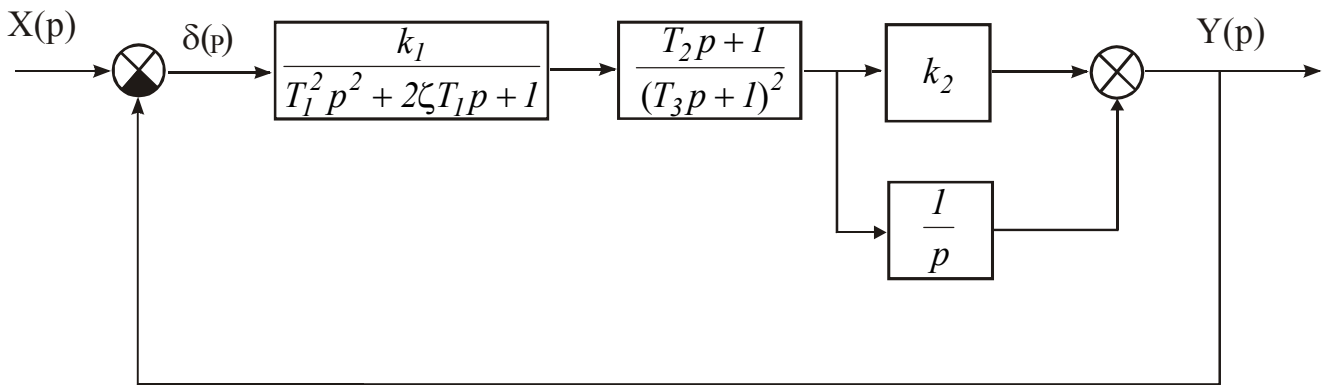 X(p)
δ(p)
k₁
T₁²p² + 2ζT₁p + 1
T₂p + 1
(T₃p + 1)²
k₂
Y(p)
1
p